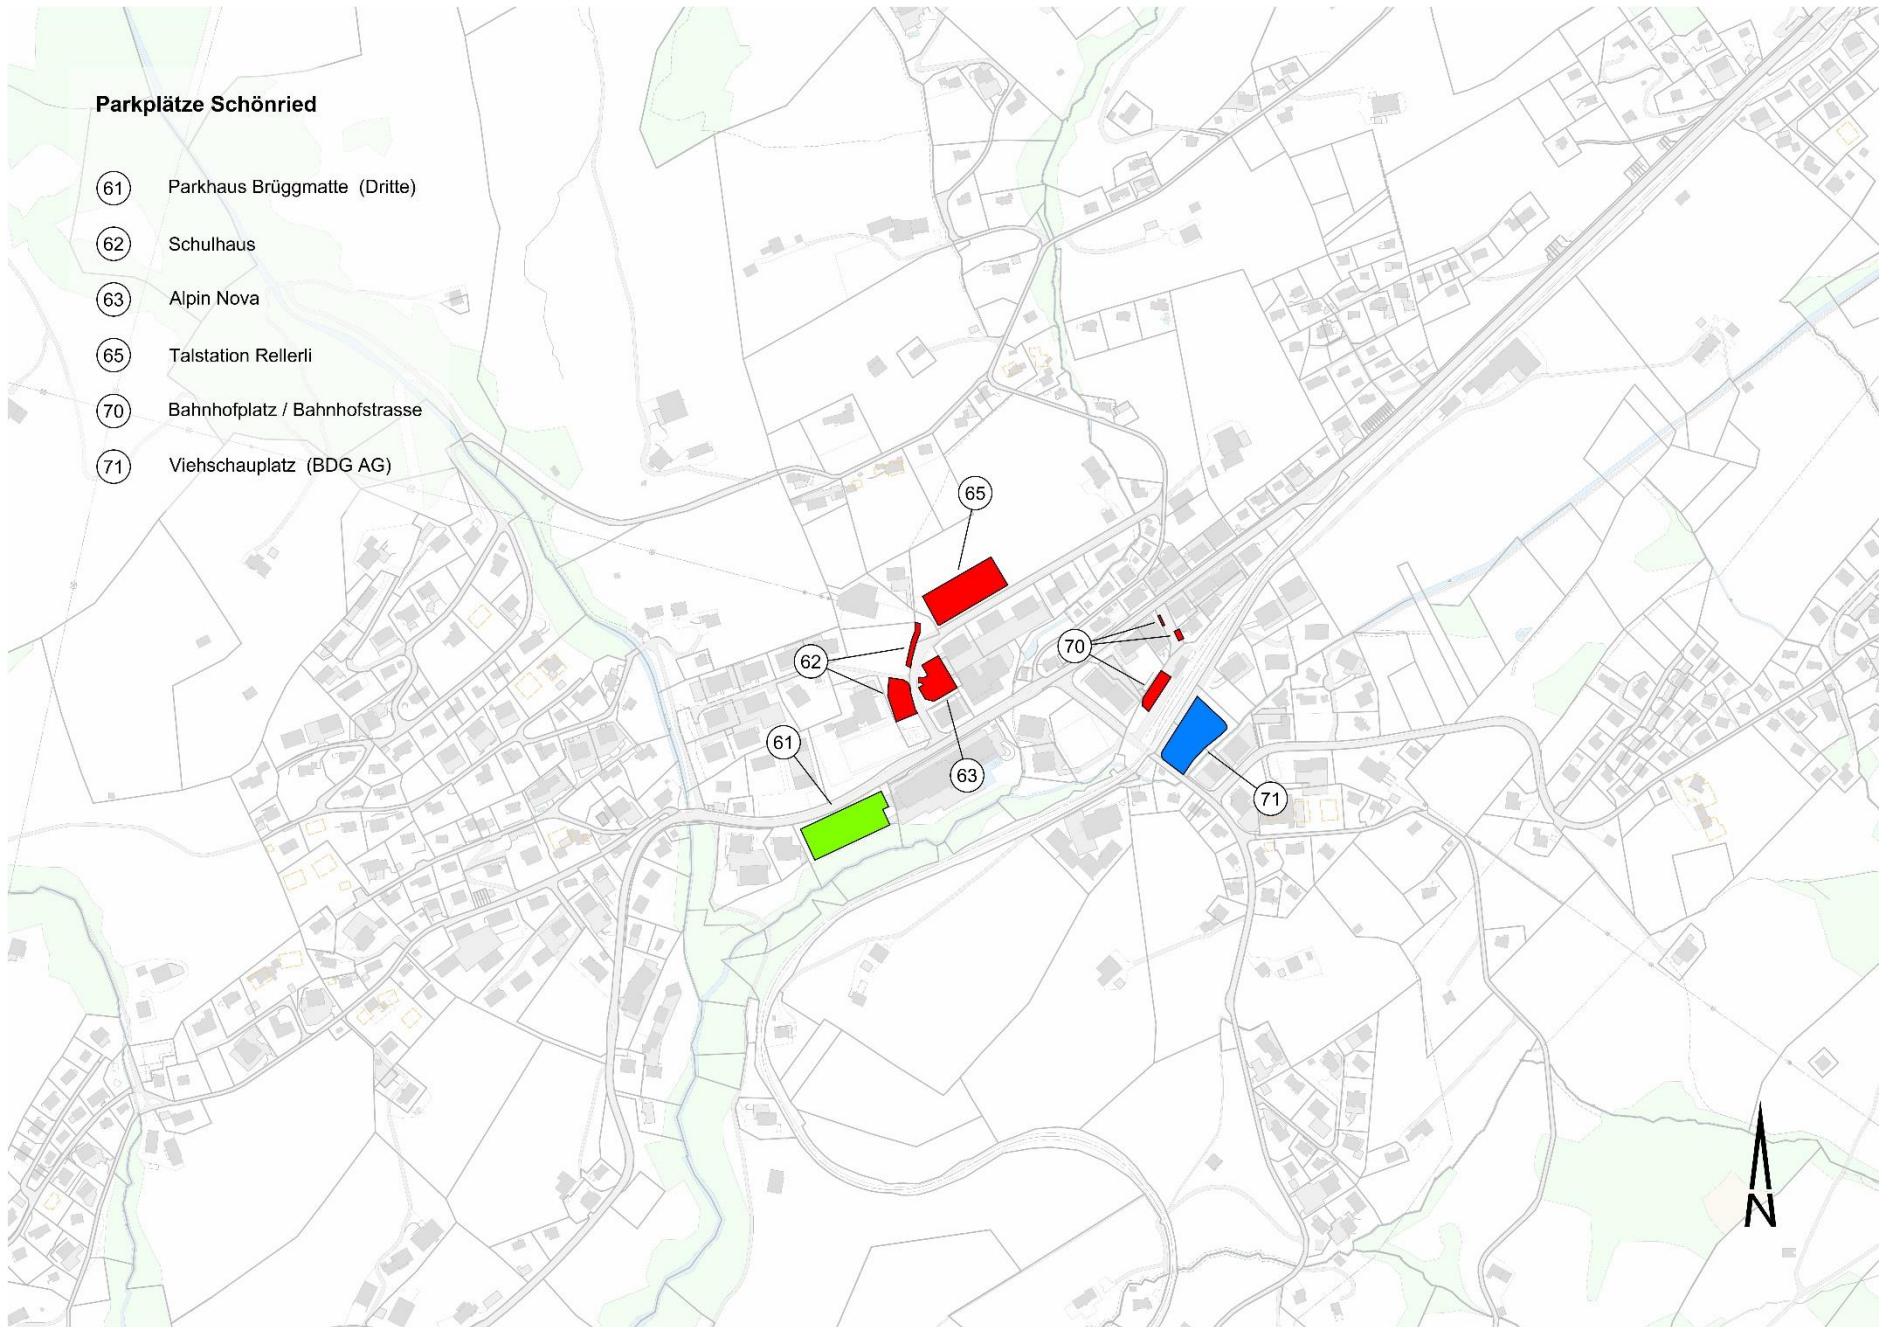 Parkplätze Schönried
61 Parkhaus Brüggmatte (Dritte)
62 Schulhaus
63 Alpin Nova
65 Talstation Rellerli
70 Bahnhofplatz / Bahnhofstrasse
71 Viehschauplatz (BDG AG)
65
70
62
61
63
71
N